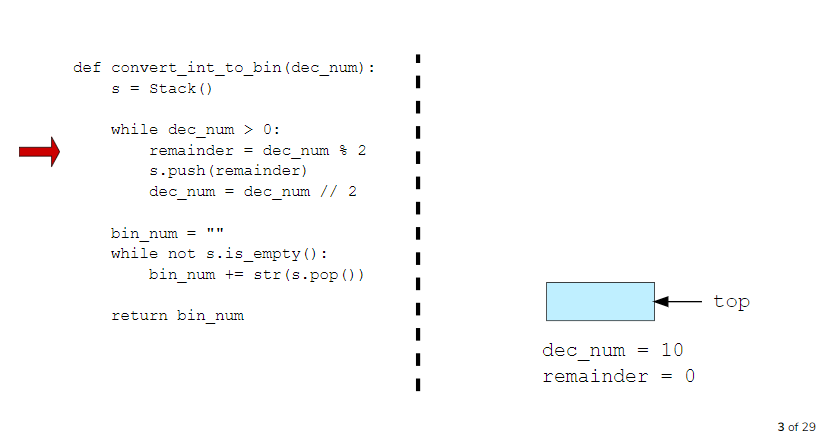 def convert_int_to_bin(dec_num):
    s = Stack()
    while dec_num > 0:
        remainder = dec_num % 2
        s.push(remainder)
        dec_num = dec_num // 2
    bin_num = ""
    while not s.is_empty():
        bin_num += str(s.pop())
    return bin_num
top
dec_num = 10
remainder = 0
3 of 29